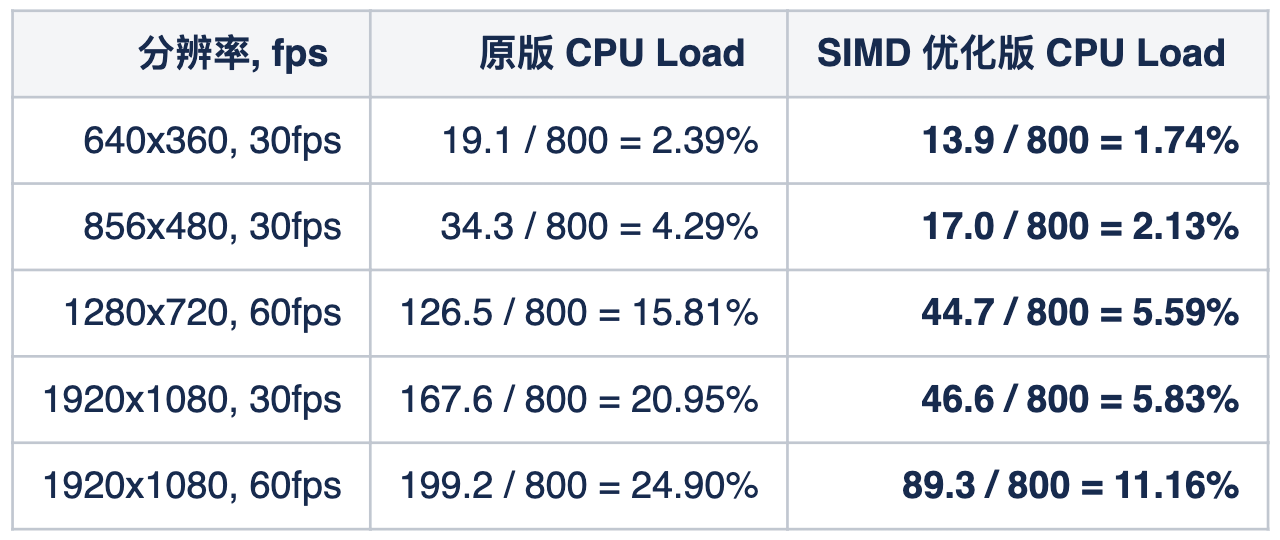 分辨率, fps 原版 CPU Load SIMD 优化版 CPU Load
640x360, 30fps 19.1 / 800 = 2.39% 13.9 / 800 = 1.74%
856x480, 30fps 34.3 / 800 = 4.29% 17.0 / 800 = 2.13%
1280x720, 60fps 126.5 / 800 = 15.81% 44.7 / 800 = 5.59%
1920x1080, 30fps 167.6 / 800 = 20.95% 46.6 / 800 = 5.83%
1920x1080, 60fps 199.2 / 800 = 24.90% 89.3 / 800 = 11.16%